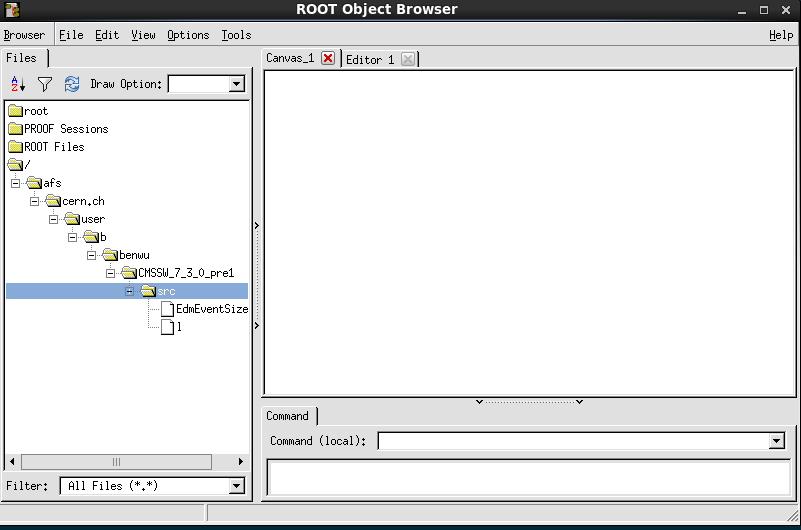 ROOT Object Browser
Browser File Edit View Options Tools Help
Files
Canvas_1 Editor 1
Draw Option:
root
PROOF Sessions
ROOT Files
/
afs
cern.ch
user
b
benwu
CMSSW_7_3_0_pre1
src
EdmEventSize
l
Command
Command (local):
Filter: All Files (*.*)